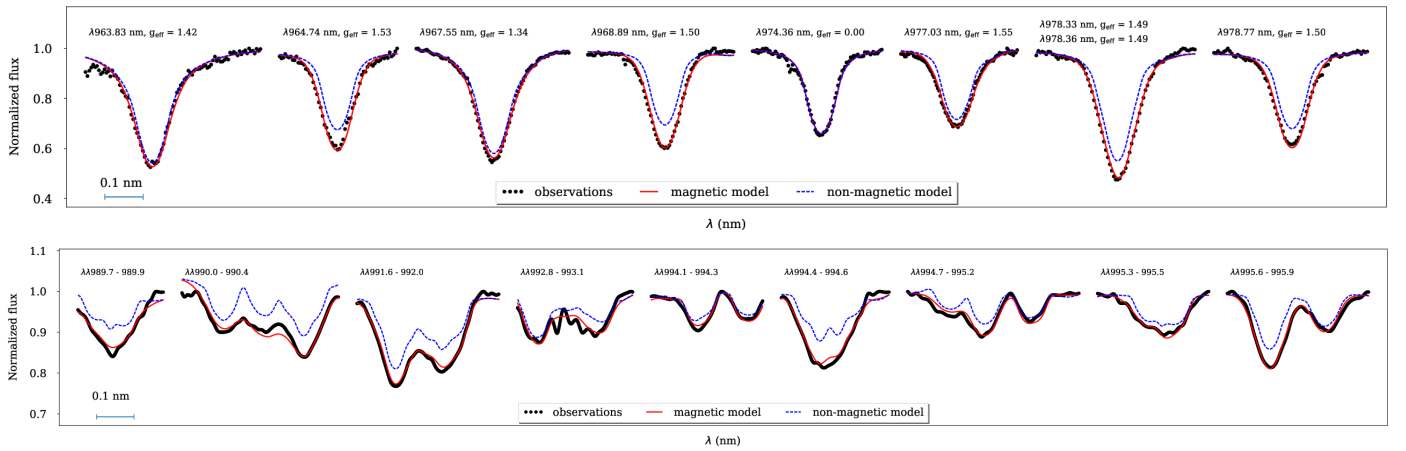 λ963.83 nm, g_eff = 1.42
λ964.74 nm, g_eff = 1.53
λ967.55 nm, g_eff = 1.34
λ968.89 nm, g_eff = 1.50
λ974.36 nm, g_eff = 0.00
λ977.03 nm, g_eff = 1.55
λ978.33 nm, g_eff = 1.49
λ978.36 nm, g_eff = 1.49
λ978.77 nm, g_eff = 1.50
Normalized flux
1.0
0.8
0.6
0.4
0.1 nm
observations
magnetic model
non-magnetic model
λ (nm)
λλ989.7 - 989.9
λλ990.0 - 990.4
λλ991.6 - 992.0
λλ992.8 - 993.1
λλ994.1 - 994.3
λλ994.4 - 994.6
λλ994.7 - 995.2
λλ995.3 - 995.5
λλ995.6 - 995.9
Normalized flux
1.1
1.0
0.9
0.8
0.7
0.1 nm
observations
magnetic model
non-magnetic model
λ (nm)